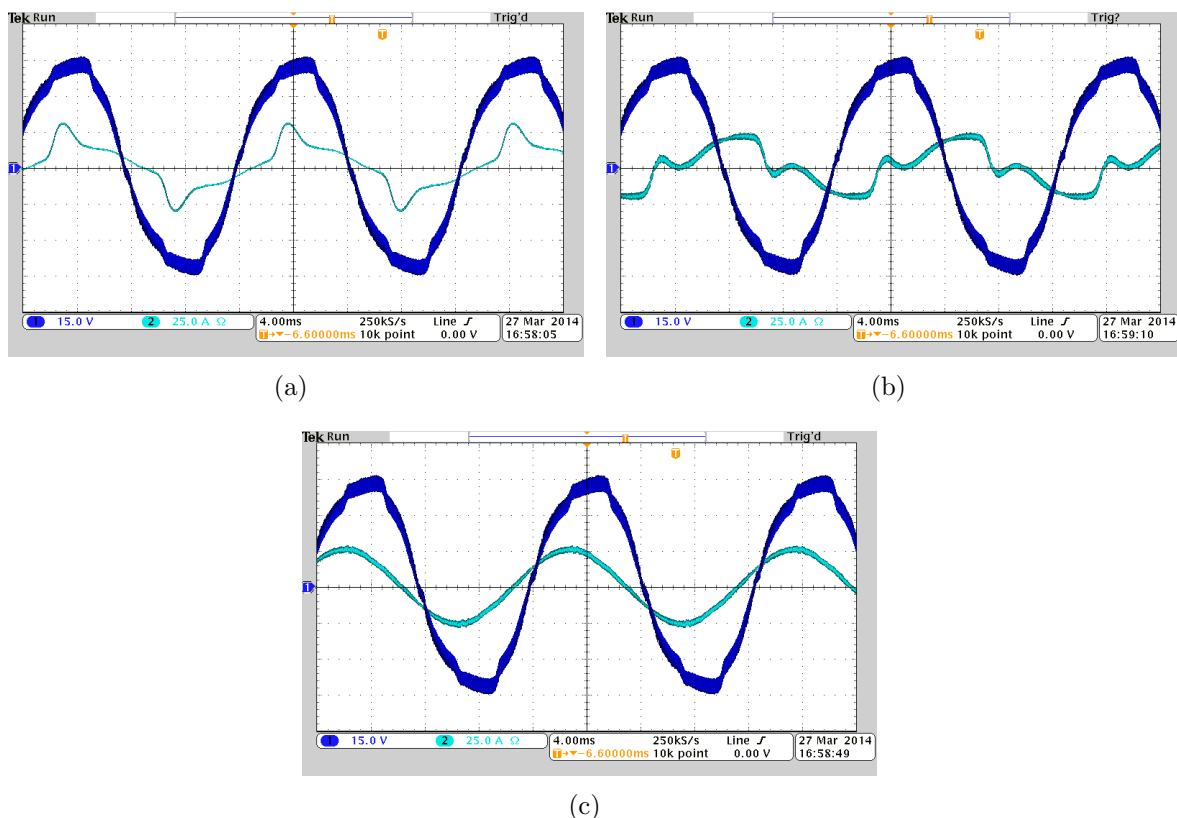 Tek Run Trig'd
T
T
1
1 15.0 V 2 25.0 A Ω 4.00ms 250kS/s Line 27 Mar 2014
T→▼−6.60000ms 10k point 0.00 V 16:58:05
(a)
Tek Run Trig?
T
T
1
1 15.0 V 2 25.0 A Ω 4.00ms 250kS/s Line 27 Mar 2014
T→▼−6.60000ms 10k point 0.00 V 16:59:10
(b)
Tek Run Trig'd
T
T
1
1 15.0 V 2 25.0 A Ω 4.00ms 250kS/s Line 27 Mar 2014
T→▼−6.60000ms 10k point 0.00 V 16:58:49
(c)